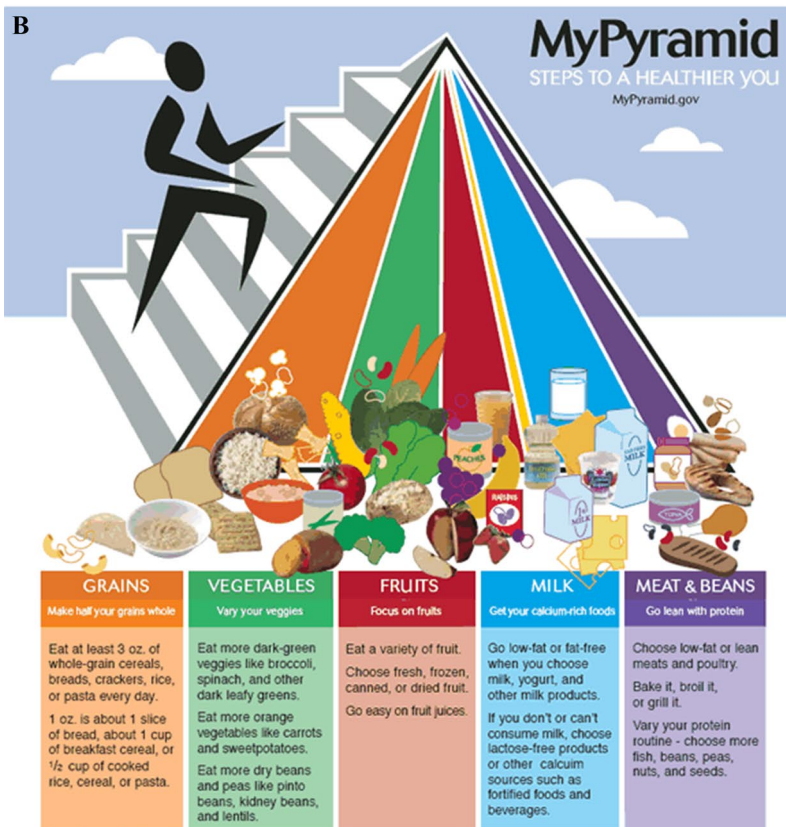 B
MyPyramid
STEPS TO A HEALTHIER YOU
MyPyramid.gov
PEACHES
MILK
RAISINS
MILK
TUNA
GRAINS
Make half your grains whole
Eat at least 3 oz. of
whole-grain cereals,
breads, crackers, rice,
or pasta every day.
1 oz. is about 1 slice
of bread, about 1 cup
of breakfast cereal, or
1/2 cup of cooked
rice, cereal, or pasta.
VEGETABLES
Vary your veggies
Eat more dark-green
veggies like broccoli,
spinach, and other
dark leafy greens.
Eat more orange
vegetables like carrots
and sweetpotatoes.
Eat more dry beans
and peas like pinto
beans, kidney beans,
and lentils.
FRUITS
Focus on fruits
Eat a variety of fruit.
Choose fresh, frozen,
canned, or dried fruit.
Go easy on fruit juices.
MILK
Get your calcium-rich foods
Go low-fat or fat-free
when you choose
milk, yogurt, and
other milk products.
If you don't or can't
consume milk, choose
lactose-free products
or other calcuim
sources such as
fortified foods and
beverages.
MEAT & BEANS
Go lean with protein
Choose low-fat or lean
meats and poultry.
Bake it, broil it,
or grill it.
Vary your protein
routine - choose more
fish, beans, peas,
nuts, and seeds.